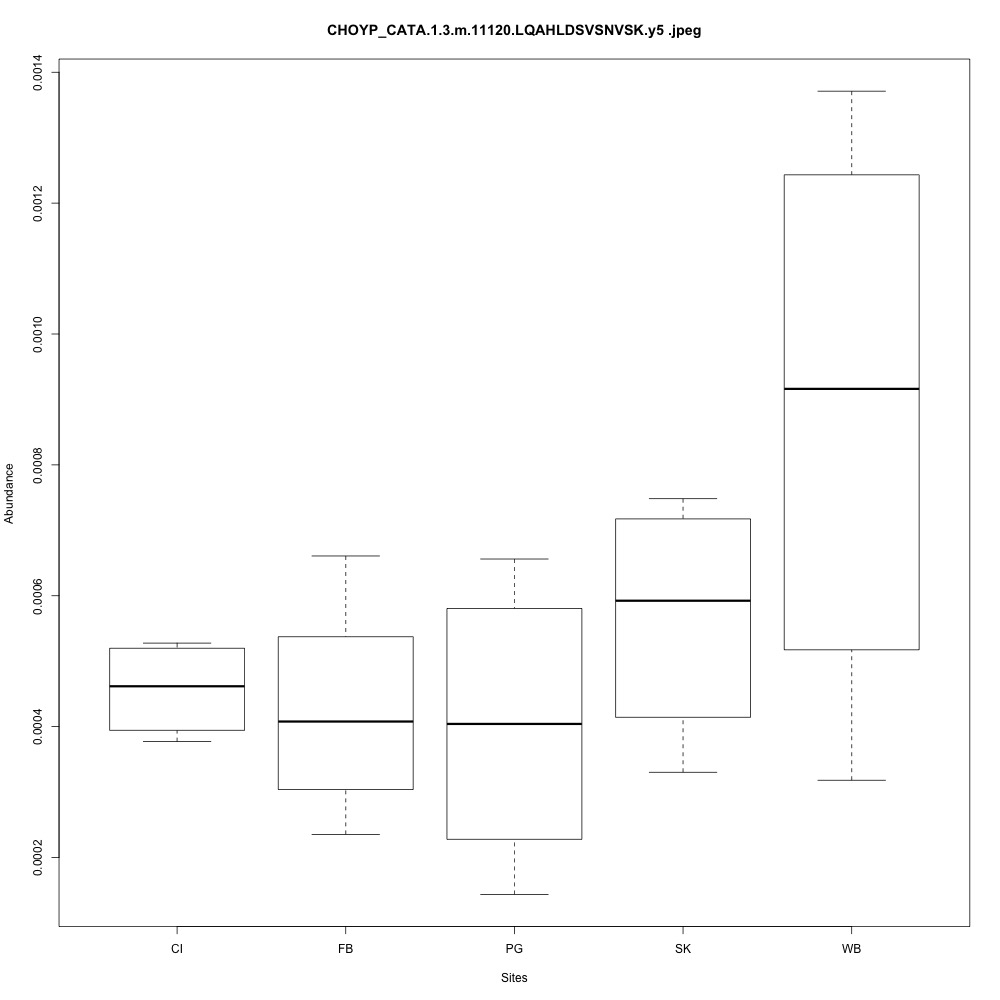 CHOYP_CATA.1.3.m.11120.LQAHLDSVSNVSK.y5 .jpeg
Abundance
0.0014
0.0012
0.0010
0.0008
0.0006
0.0004
0.0002
CI FB PG SK WB
Sites